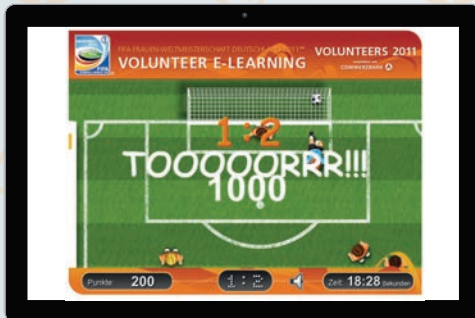 FIFA FRAUEN-WELTMEISTERSCHAFT DEUTSCHLAND 2011™
VOLUNTEER E-LEARNING
VOLUNTEERS 2011
COMMERZBANK
1:2
TOOOOORRR!!!
1000
Punkte: 200
1:2
Zeit: 18:28 Sekunden